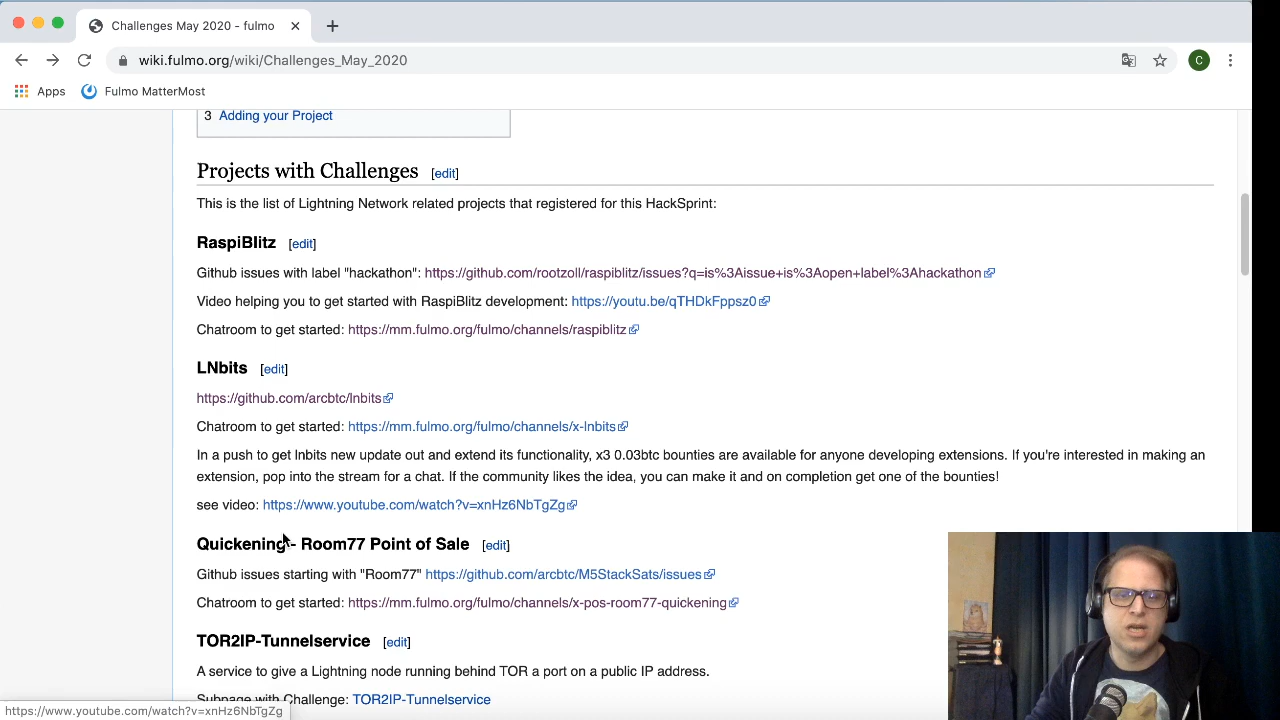 Challenges May 2020 - fulmo
wiki.fulmo.org/wiki/Challenges_May_2020
C
Apps
Fulmo MatterMost
3 Adding your Project
Projects with Challenges [edit]
This is the list of Lightning Network related projects that registered for this HackSprint:
RaspiBlitz [edit]
Github issues with label "hackathon": https://github.com/rootzoll/raspiblitz/issues?q=is%3Aissue+is%3Aopen+label%3Ahackathon
Video helping you to get started with RaspiBlitz development: https://youtu.be/qTHDkFppsz0
Chatroom to get started: https://mm.fulmo.org/fulmo/channels/raspiblitz
LNbits [edit]
https://github.com/arcbtc/lnbits
Chatroom to get started: https://mm.fulmo.org/fulmo/channels/x-lnbits
In a push to get lnbits new update out and extend its functionality, x3 0.03btc bounties are available for anyone developing extensions. If you're interested in making an
extension, pop into the stream for a chat. If the community likes the idea, you can make it and on completion get one of the bounties!
see video: https://www.youtube.com/watch?v=xnHz6NbTgZg
Quickening - Room77 Point of Sale [edit]
Github issues starting with "Room77" https://github.com/arcbtc/M5StackSats/issues
Chatroom to get started: https://mm.fulmo.org/fulmo/channels/x-pos-room77-quickening
TOR2IP-Tunnelservice [edit]
A service to give a Lightning node running behind TOR a port on a public IP address.
Subpage with Challenge: TOR2IP-Tunnelservice
https://www.youtube.com/watch?v=xnHz6NbTgZg